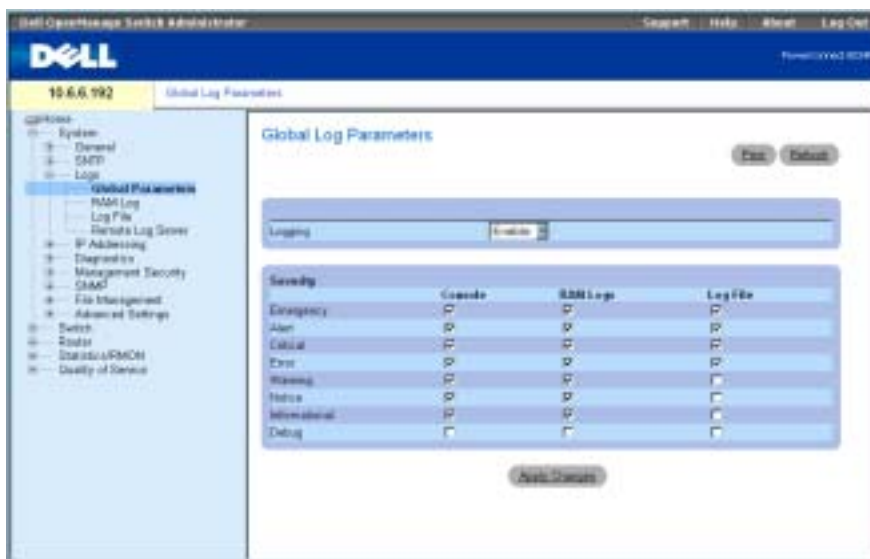 Dell OpenManage Switch Administrator
Support Help About Log Out
DELL
10.6.6.192
Global Log Parameters
Home
System
General
SNTP
Logs
Global Parameters
RAM Log
Log File
Remote Log Server
IP Addressing
Diagnostics
Management Security
SNMP
File Management
Advanced Settings
Switch
Router
Statistics/RMON
Quality of Service
Global Log Parameters
Print Refresh
Logging Enable
Severity
Console RAM Logs Log File
Emergency
Alert
Critical
Error
Warning
Notice
Informational
Debug
Apply Changes